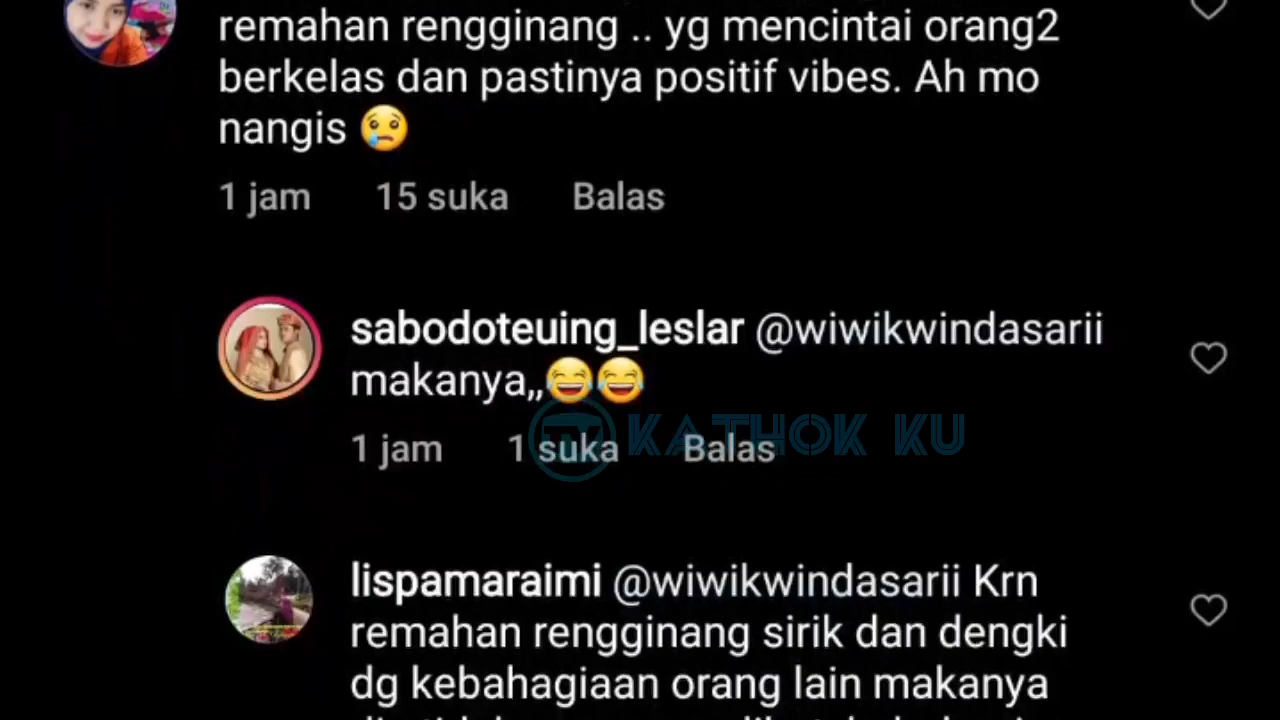 remahan rengginang .. yg mencintai orang2
berkelas dan pastinya positif vibes. Ah mo
nangis 😢
1 jam 15 suka Balas
sabodoteuing_leslar @wiwikwindasarii
makanya,,😂😂
1 jam 1 suka Balas
TV KATHOK KU
lispamaraimi @wiwikwindasarii Krn
remahan rengginang sirik dan dengki
dg kebahagiaan orang lain makanya